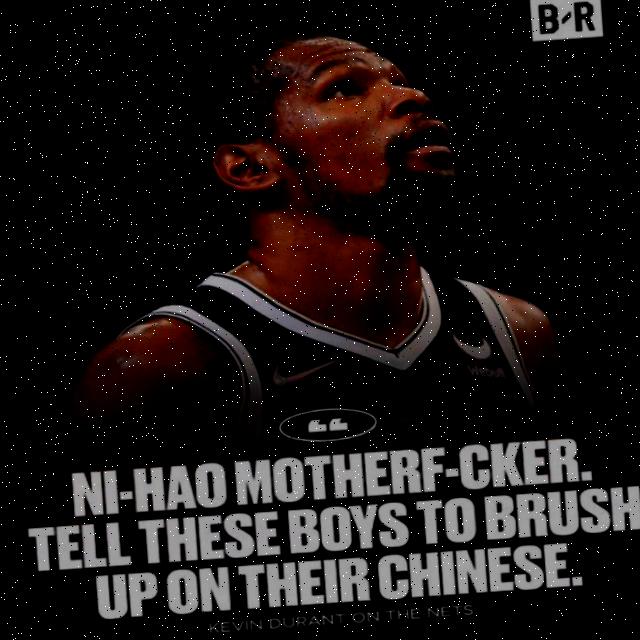 B/R
“
NI-HAO MOTHERF-CKER.
TELL THESE BOYS TO BRUSH
UP ON THEIR CHINESE.
KEVIN DURANT ON THE NETS